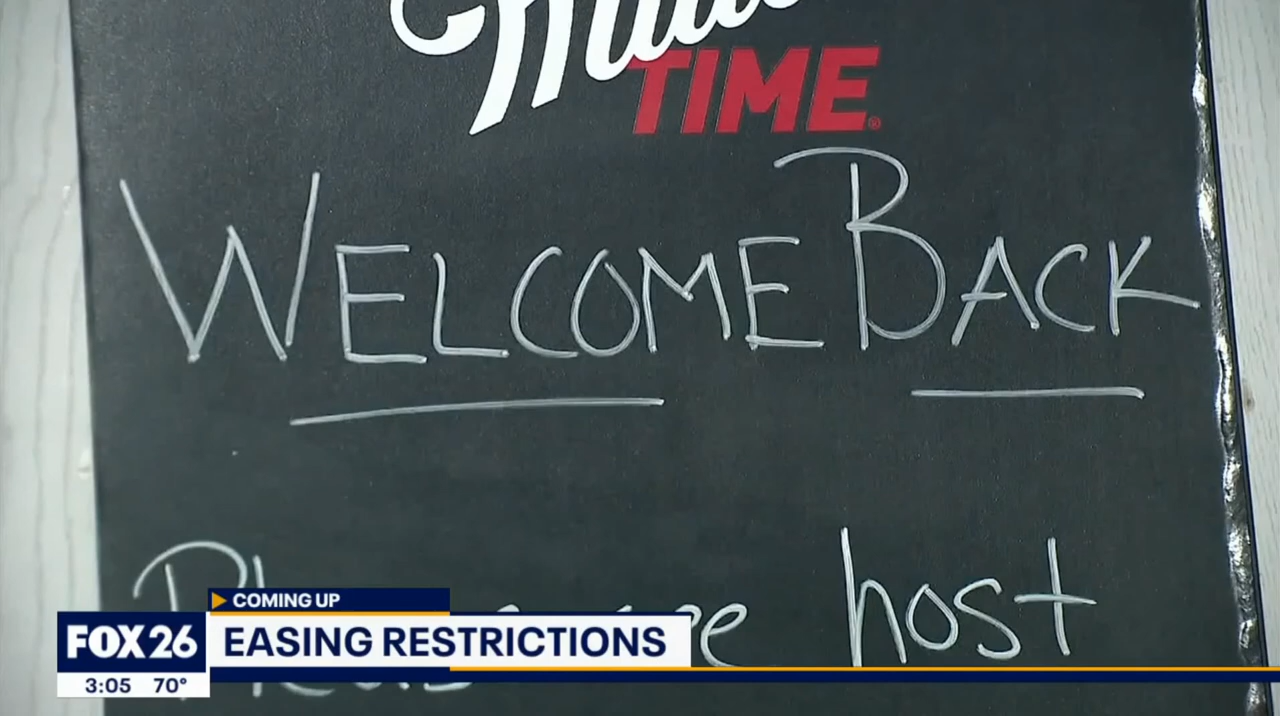 TIME
WELCOME BACK
host
COMING UP
FOX 26
EASING RESTRICTIONS
3:05 70°